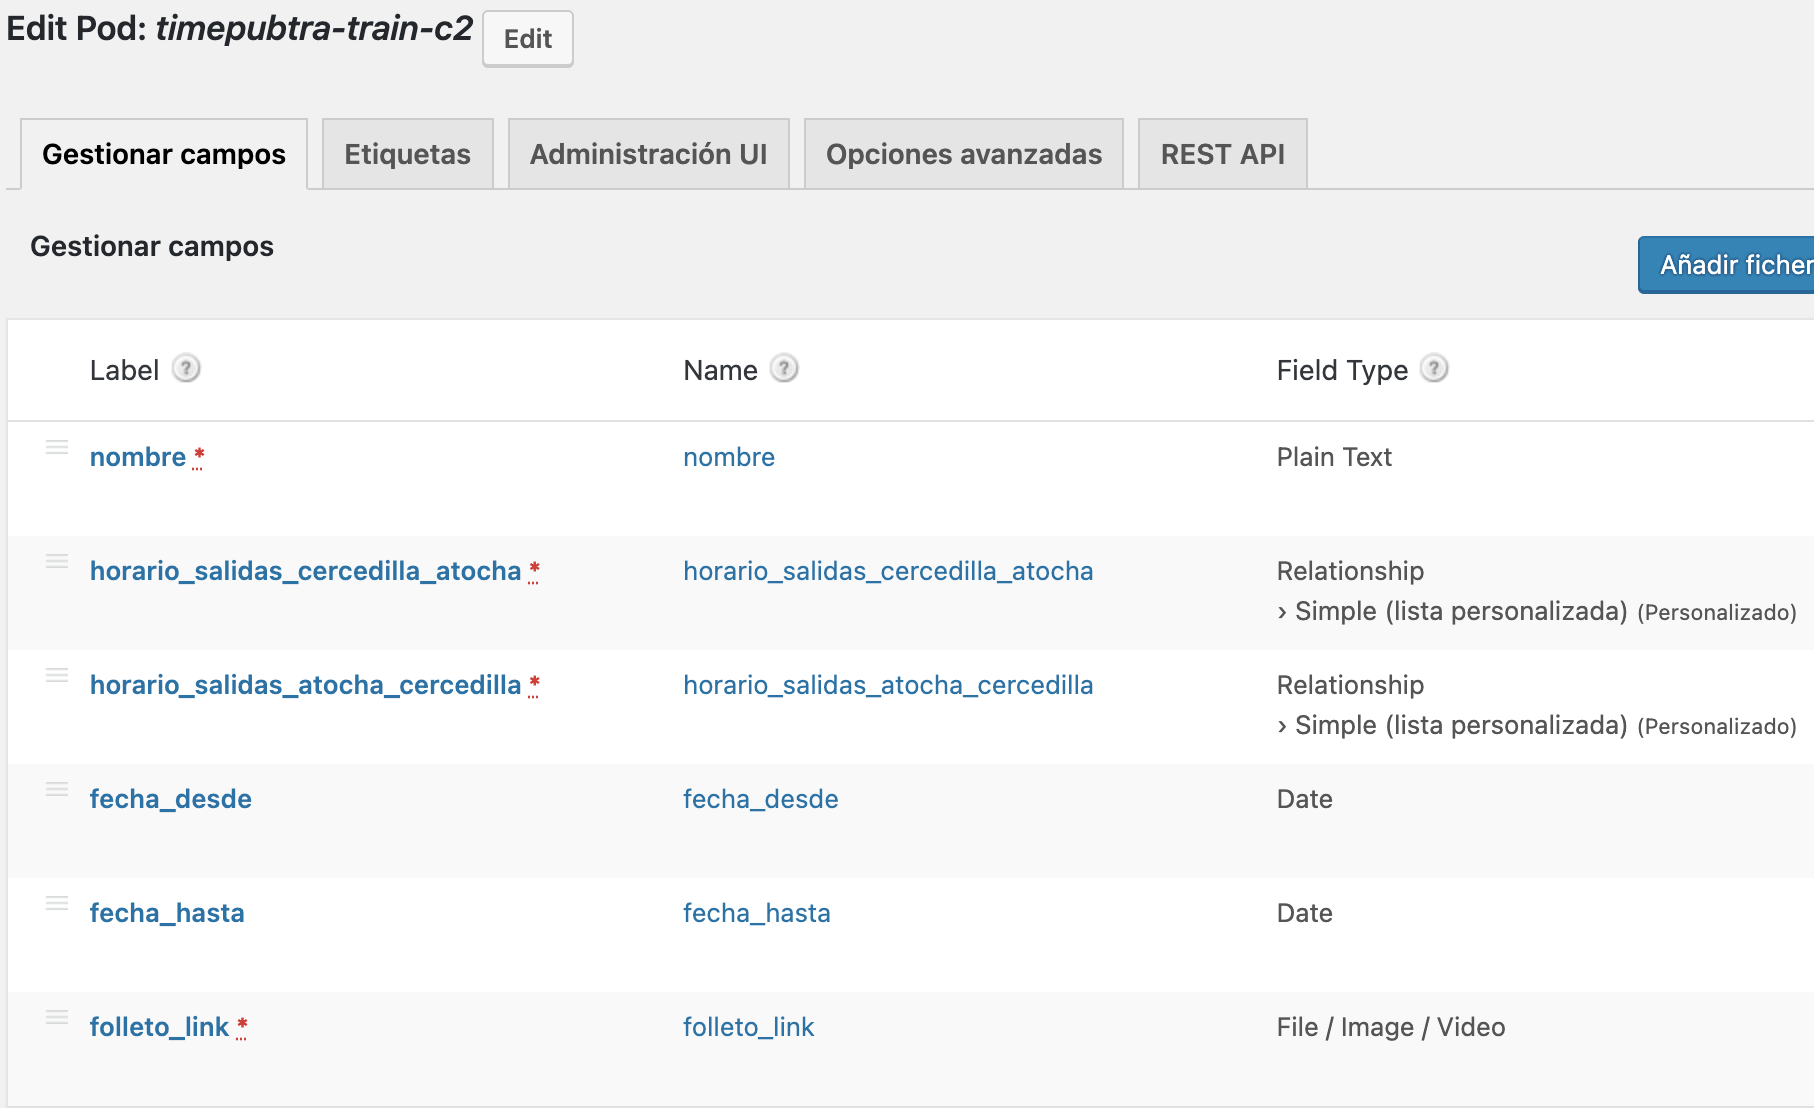 Edit Pod: timepubtra-train-c2 Edit
Gestionar campos Etiquetas Administración UI Opciones avanzadas REST API
Gestionar campos
Añadir ficher
Label ? Name ? Field Type ?
nombre * nombre Plain Text
horario_salidas_cercedilla_atocha * horario_salidas_cercedilla_atocha Relationship
› Simple (lista personalizada) (Personalizado)
horario_salidas_atocha_cercedilla * horario_salidas_atocha_cercedilla Relationship
› Simple (lista personalizada) (Personalizado)
fecha_desde fecha_desde Date
fecha_hasta fecha_hasta Date
folleto_link * folleto_link File / Image / Video